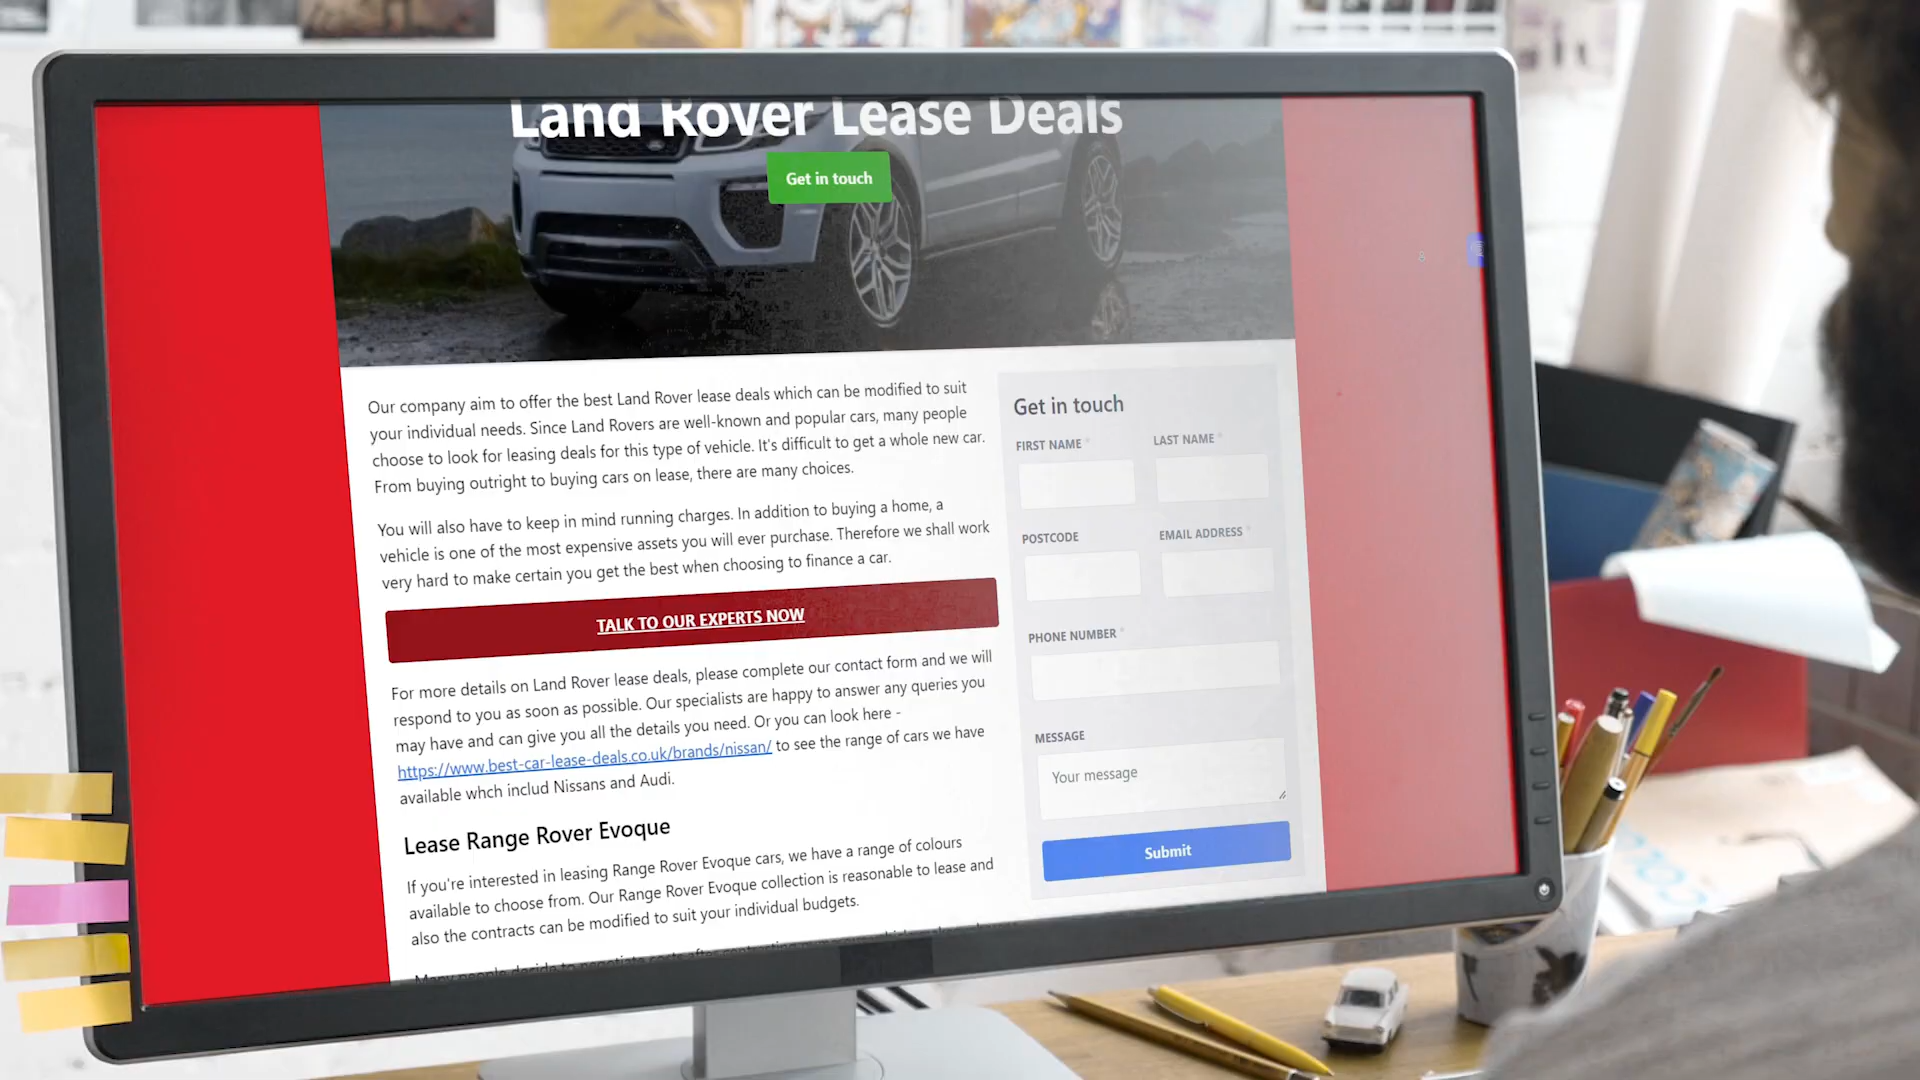 Land Rover Lease Deals
Get in touch
Our company aim to offer the best Land Rover lease deals which can be modified to suit
your individual needs. Since Land Rovers are well-known and popular cars, many people
choose to look for leasing deals for this type of vehicle. It's difficult to get a whole new car.
From buying outright to buying cars on lease, there are many choices.
You will also have to keep in mind running charges. In addition to buying a home, a
vehicle is one of the most expensive assets you will ever purchase. Therefore we shall work
very hard to make certain you get the best when choosing to finance a car.
TALK TO OUR EXPERTS NOW
For more details on Land Rover lease deals, please complete our contact form and we will
respond to you as soon as possible. Our specialists are happy to answer any queries you
may have and can give you all the details you need. Or you can look here -
https://www.best-car-lease-deals.co.uk/brands/nissan/ to see the range of cars we have
available whch includ Nissans and Audi.
Lease Range Rover Evoque
If you're interested in leasing Range Rover Evoque cars, we have a range of colours
available to choose from. Our Range Rover Evoque collection is reasonable to lease and
also the contracts can be modified to suit your individual budgets.
Many people decide to negotiate costs after contacting
Get in touch
FIRST NAME *
LAST NAME *
POSTCODE
EMAIL ADDRESS *
PHONE NUMBER *
MESSAGE
Your message
Submit